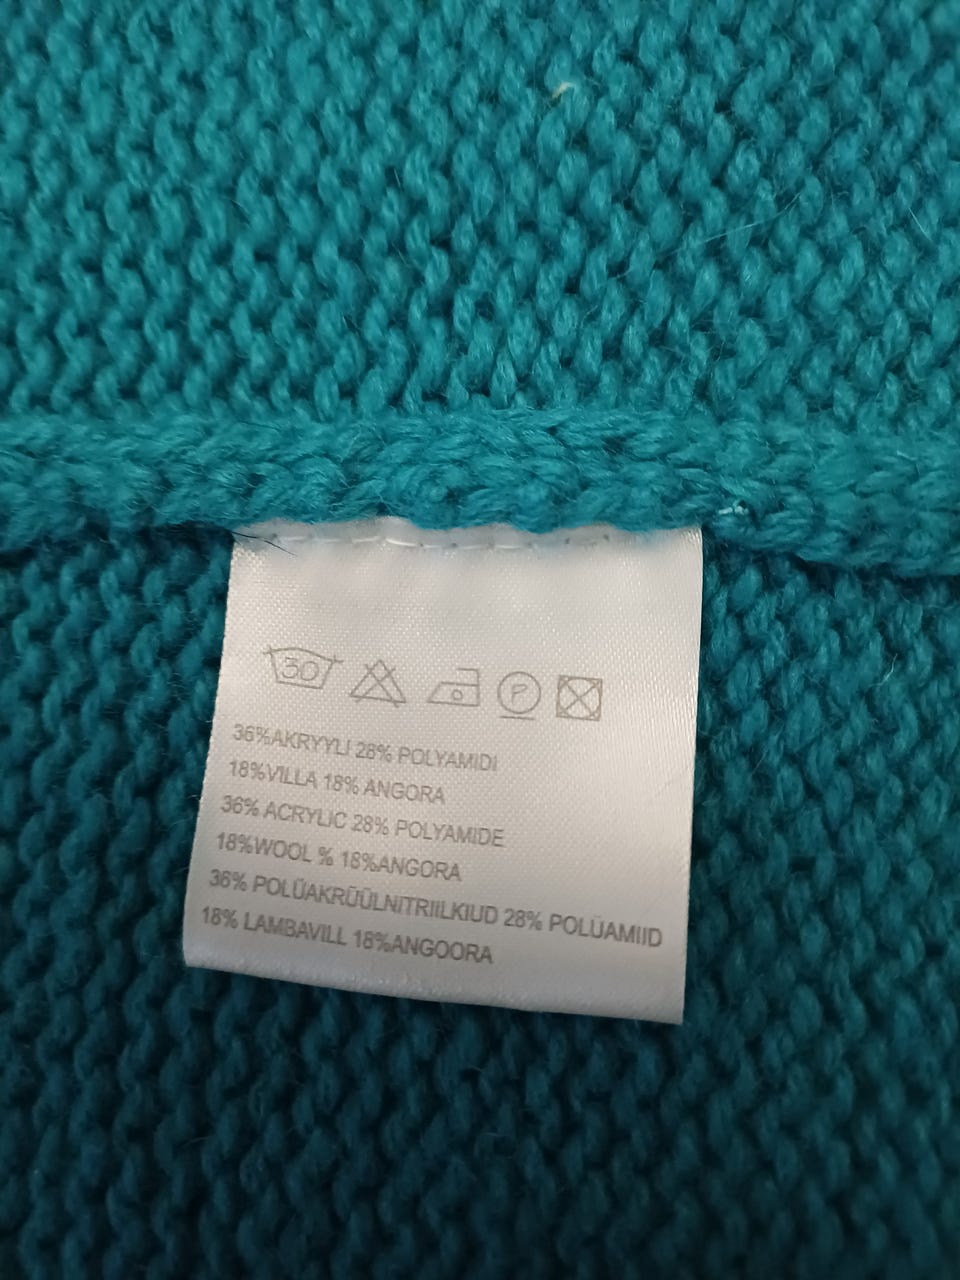 30
P
36%AKRYYLI 28% POLYAMIDI
18%VILLA 18% ANGORA
36% ACRYLIC 28% POLYAMIDE
18%WOOL % 18%ANGORA
36% POLÜAKRÜÜLNITRIILKIUD 28% POLÜAMIID
18% LAMBAVILL 18%ANGOORA